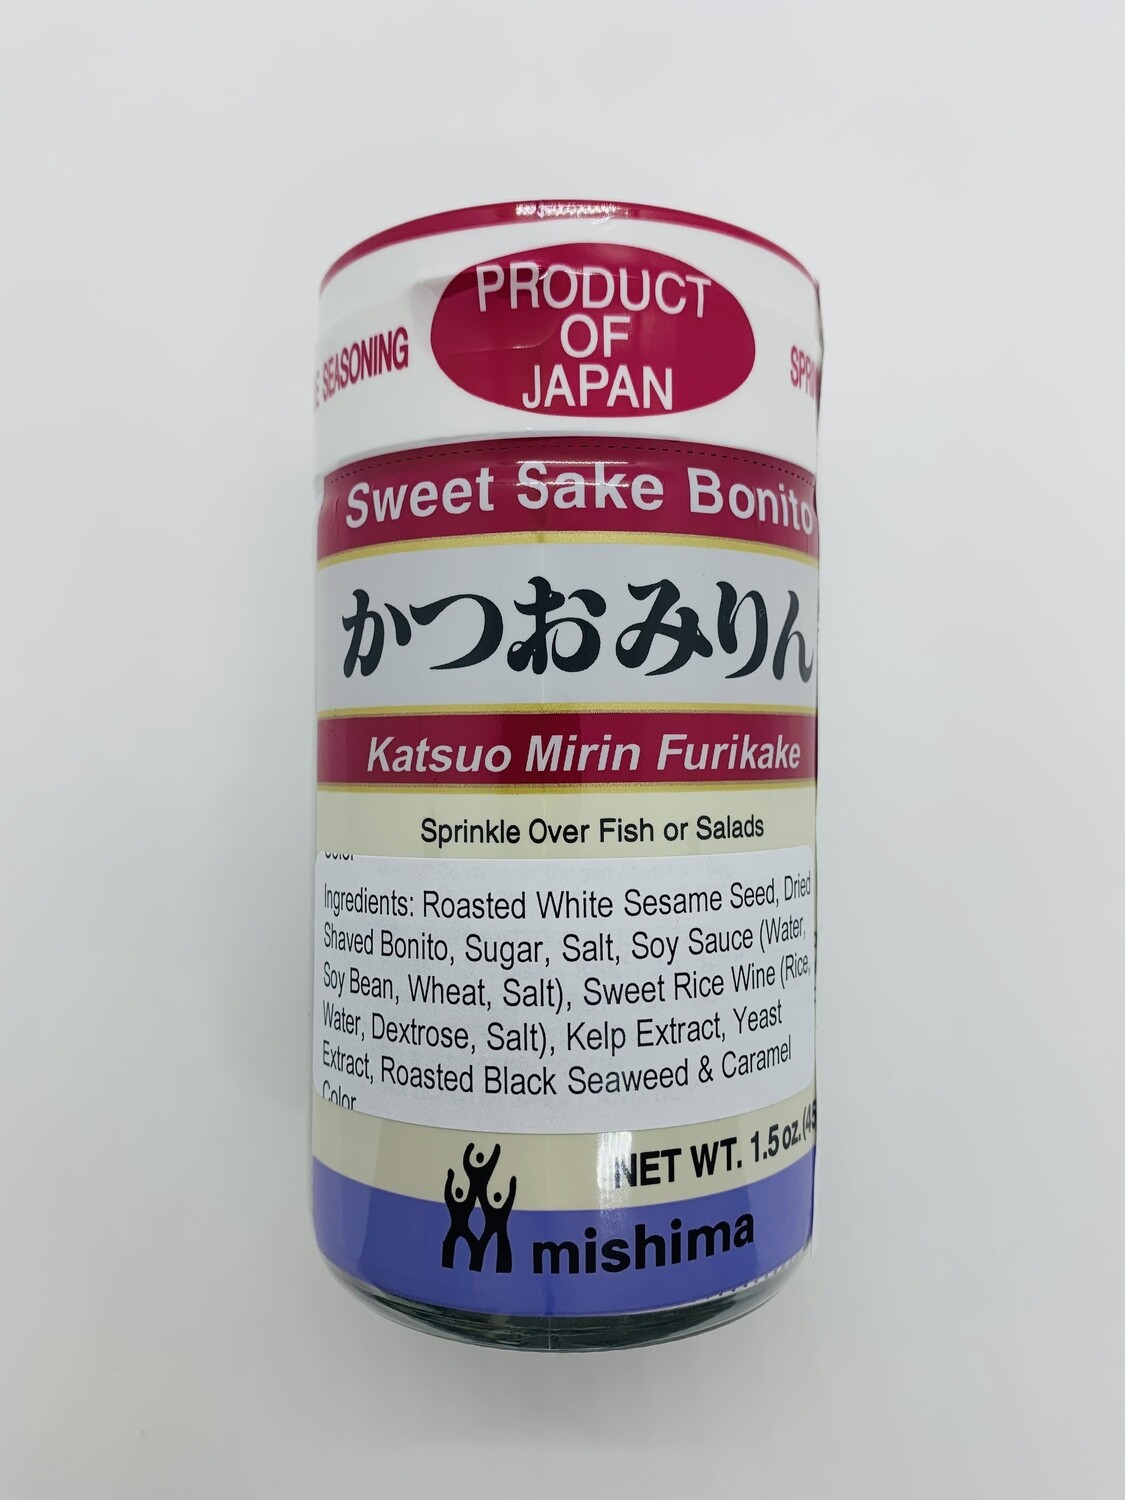 PRODUCT
OF
JAPAN
SEASONING
Sweet Sake Bonito
かつおみりん
Katsuo Mirin Furikake
Sprinkle Over Fish or Salads
Color
Ingredients: Roasted White Sesame Seed, Dried
Shaved Bonito, Sugar, Salt, Soy Sauce (Water,
Soy Bean, Wheat, Salt), Sweet Rice Wine (Rice,
Water, Dextrose, Salt), Kelp Extract, Yeast
Extract, Roasted Black Seaweed & Caramel
Color
NET WT. 1.5 oz. (45
mishima